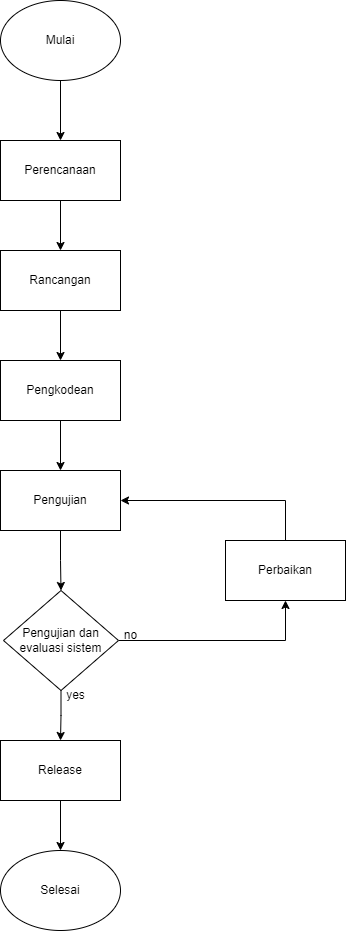 Mulai
Perencanaan
Rancangan
Pengkodean
Pengujian
Perbaikan
Pengujian dan
evaluasi sistem
no
yes
Release
Selesai